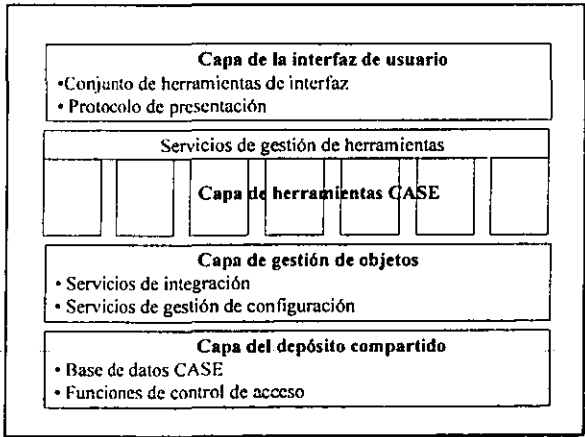 Capa de la interfaz de usuario
•Conjunto de herramientas de interfaz
• Protocolo de presentación
Servicios de gestión de herramientas
Capa de herramientas CASE
Capa de gestión de objetos
• Servicios de integración
• Servicios de gestión de configuración
Capa del depósito compartido
• Base de datos CASE
• Funciones de control de acceso